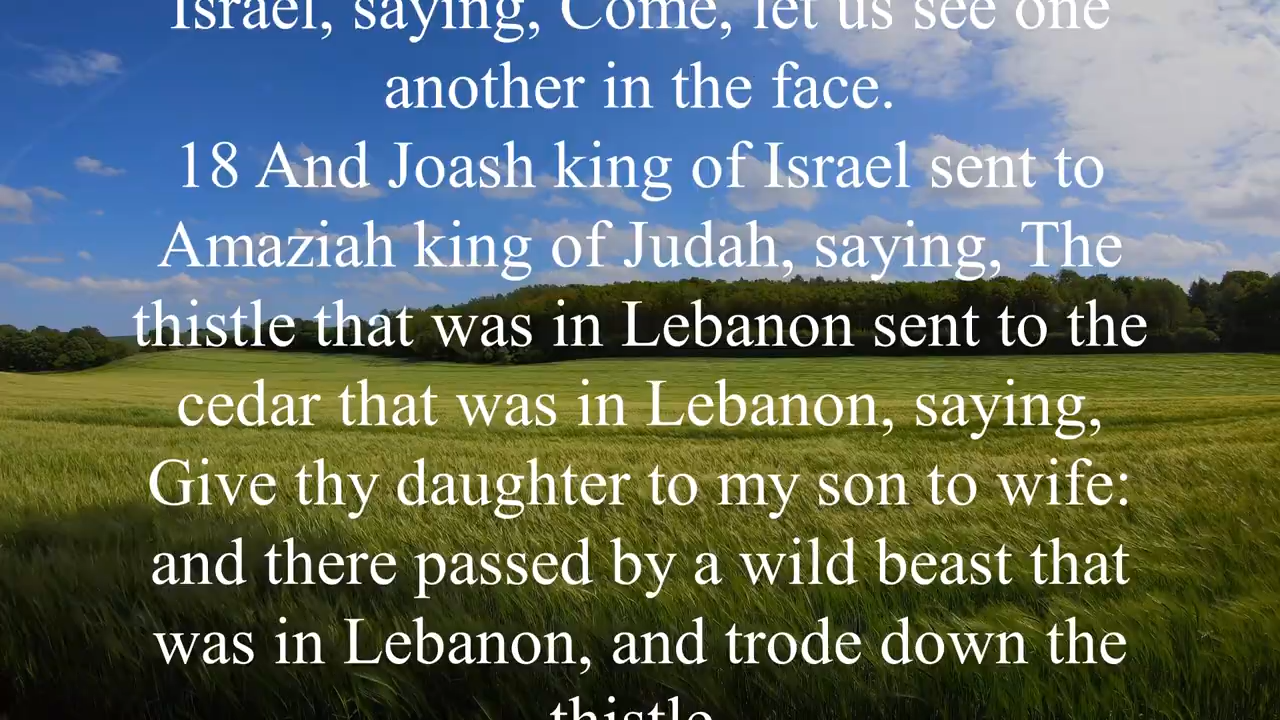 Israel, saying, Come, let us see one
another in the face.
18 And Joash king of Israel sent to
Amaziah king of Judah, saying, The
thistle that was in Lebanon sent to the
cedar that was in Lebanon, saying,
Give thy daughter to my son to wife:
and there passed by a wild beast that
was in Lebanon, and trode down the
thistle